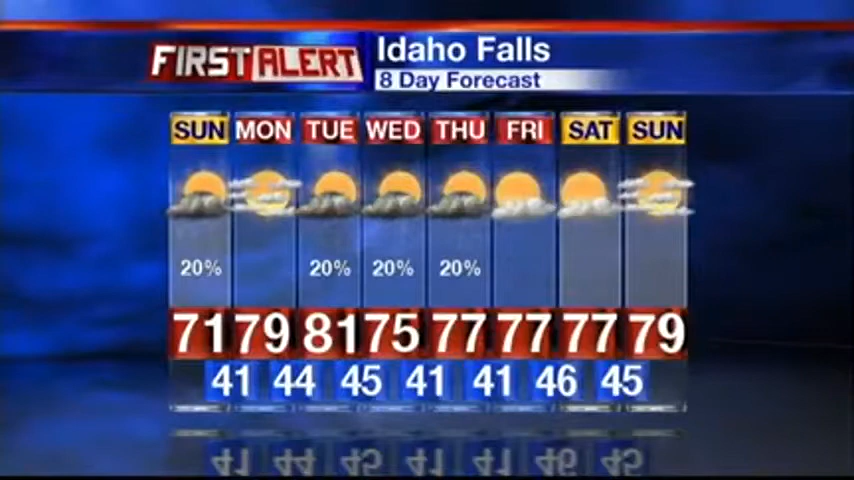 FIRST ALERT
Idaho Falls
8 Day Forecast
SUN MON TUE WED THU FRI SAT SUN
20% 20% 20% 20%
71 79 81 75 77 77 77 79
41 44 45 41 41 46 45